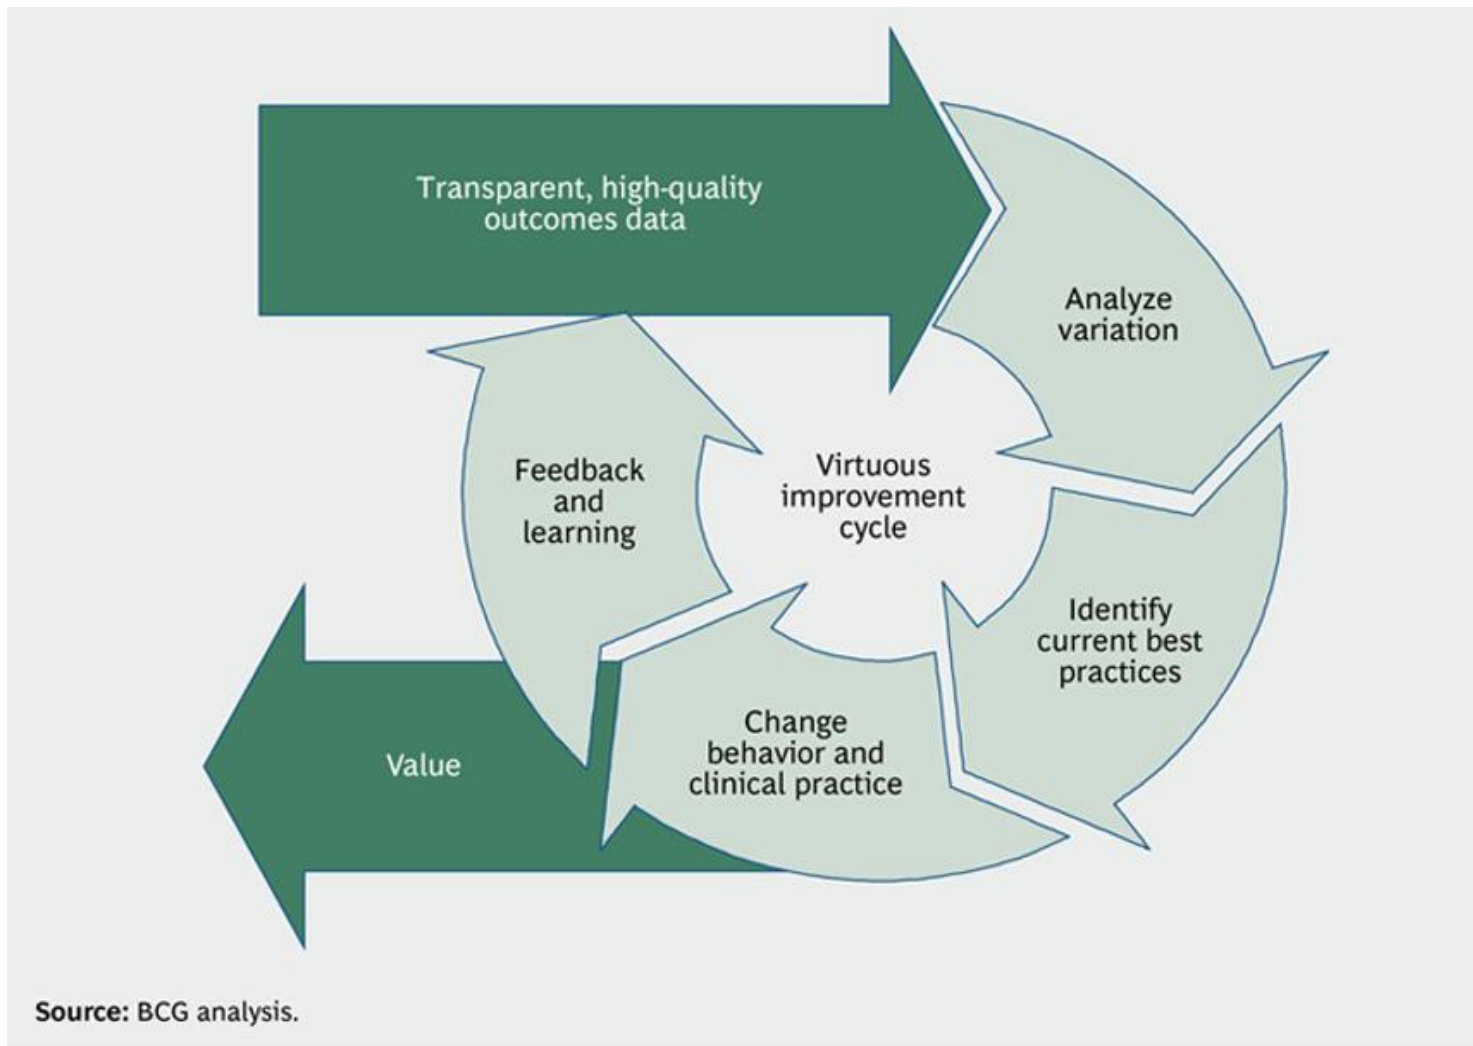 Transparent, high-quality
outcomes data
Analyze
variation
Virtuous
improvement
cycle
Feedback
and
learning
Identify
current best
practices
Change
behavior and
clinical practice
Value
Source: BCG analysis.